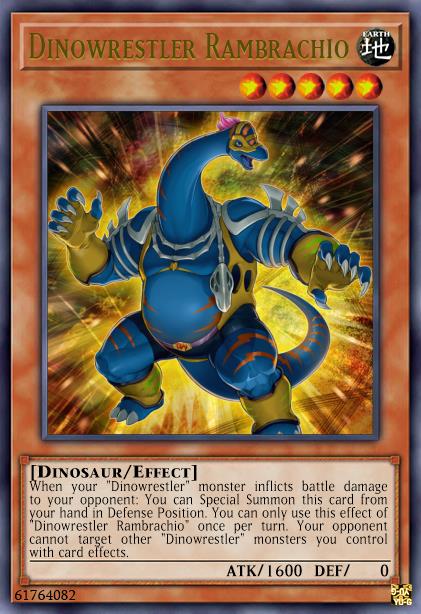 DINOWRESTLER RAMBRACHIO
EARTH
地
[DINOSAUR/EFFECT]
When your "Dinowrestler" monster inflicts battle damage
to your opponent: You can Special Summon this card from
your hand in Defense Position. You can only use this effect of
"Dinowrestler Rambrachio" once per turn. Your opponent
cannot target other "Dinowrestler" monsters you control
with card effects.
ATK/1600 DEF/ 0
61764082